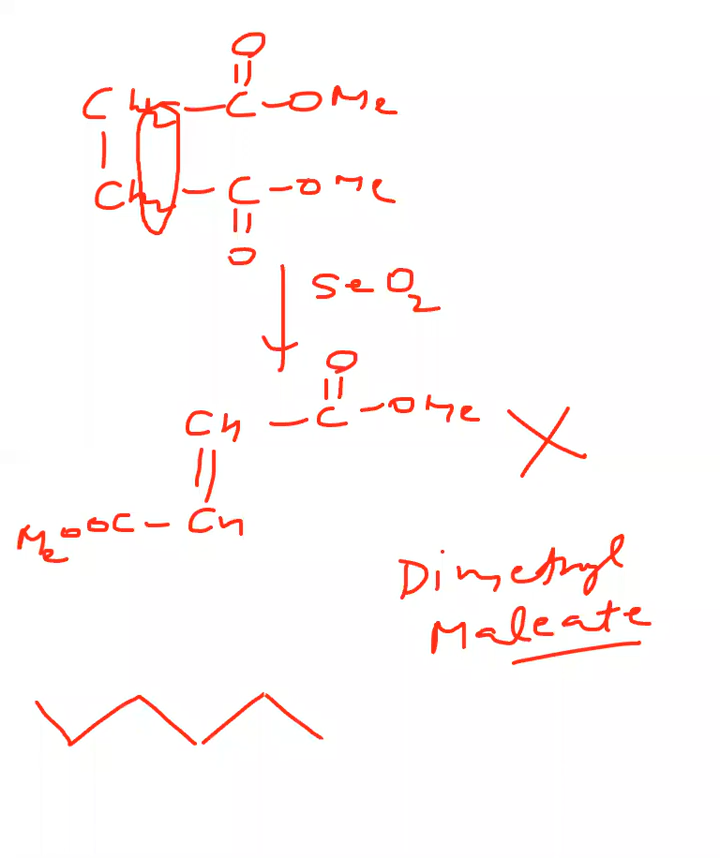 O
CH2 - C - OMe
CH2 - C - OMe
O
SeO2
O
CH - C - OMe
MeOOC - CH
Dimethyl
Maleate